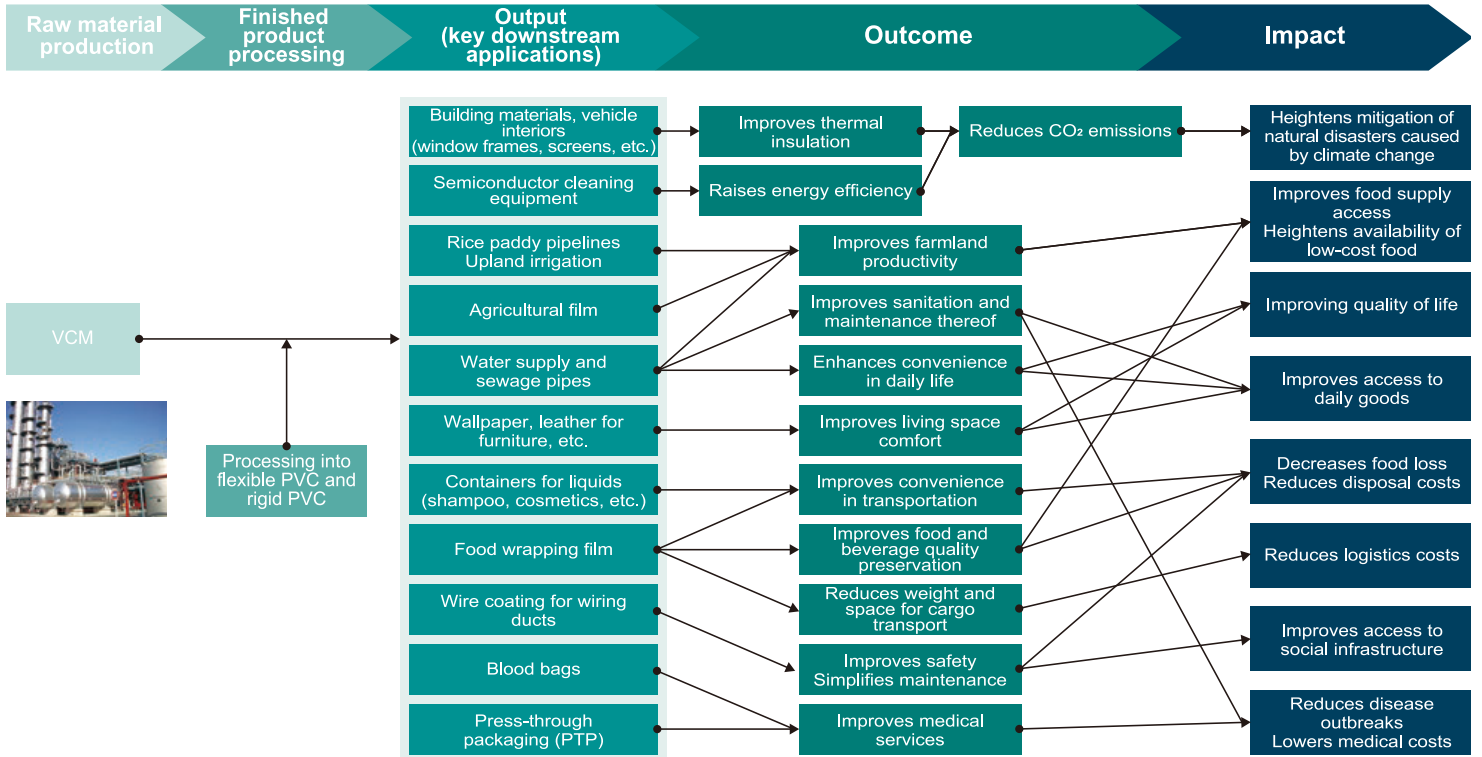 Raw material
production
Finished
product
processing
Output
(key downstream
applications)
Outcome
Impact
VCM
Processing into
flexible PVC and
rigid PVC
Building materials, vehicle
interiors
(window frames, screens, etc.)
Semiconductor cleaning
equipment
Rice paddy pipelines
Upland irrigation
Agricultural film
Water supply and
sewage pipes
Wallpaper, leather for
furniture, etc.
Containers for liquids
(shampoo, cosmetics, etc.)
Food wrapping film
Wire coating for wiring
ducts
Blood bags
Press-through
packaging (PTP)
Improves thermal
insulation
Raises energy efficiency
Reduces CO₂ emissions
Improves farmland
productivity
Improves sanitation and
maintenance thereof
Enhances convenience
in daily life
Improves living space
comfort
Improves convenience
in transportation
Improves food and
beverage quality
preservation
Reduces weight and
space for cargo
transport
Improves safety
Simplifies maintenance
Improves medical
services
Heightens mitigation of
natural disasters caused
by climate change
Improves food supply
access
Heightens availability of
low-cost food
Improving quality of life
Improves access to
daily goods
Decreases food loss
Reduces disposal costs
Reduces logistics costs
Improves access to
social infrastructure
Reduces disease
outbreaks
Lowers medical costs